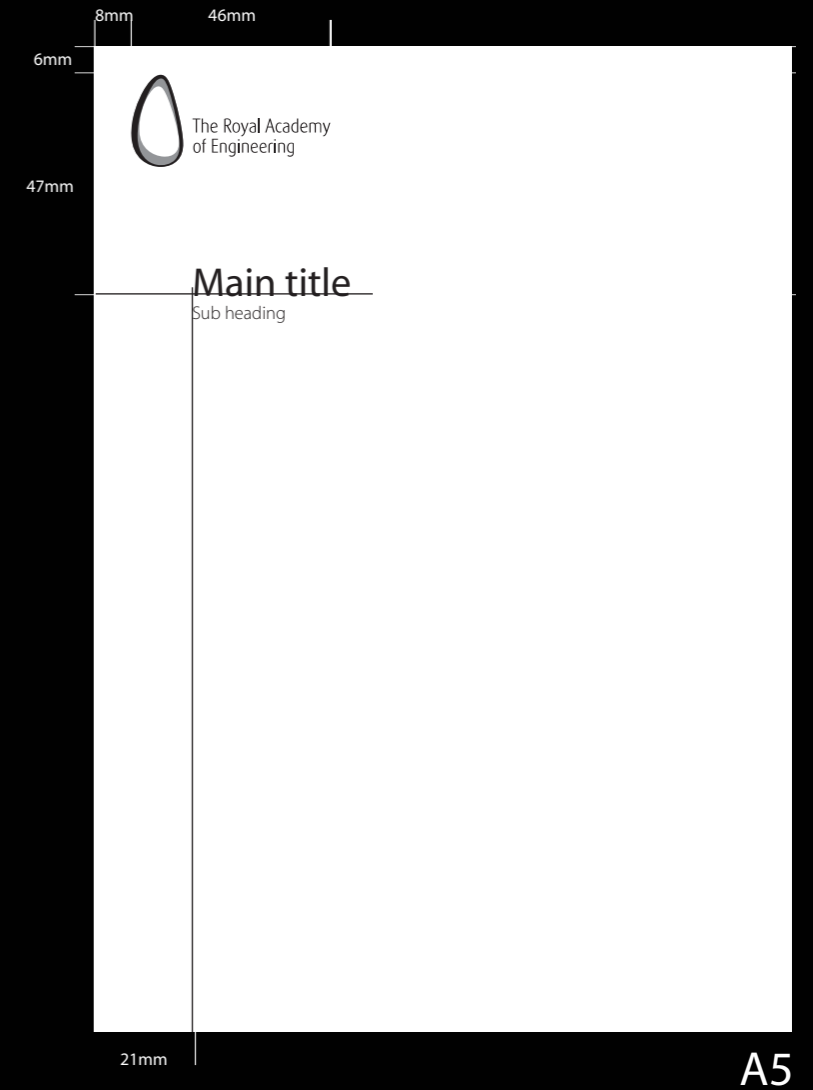 8mm
46mm
6mm
The Royal Academy
of Engineering
47mm
Main title
Sub heading
21mm
A5